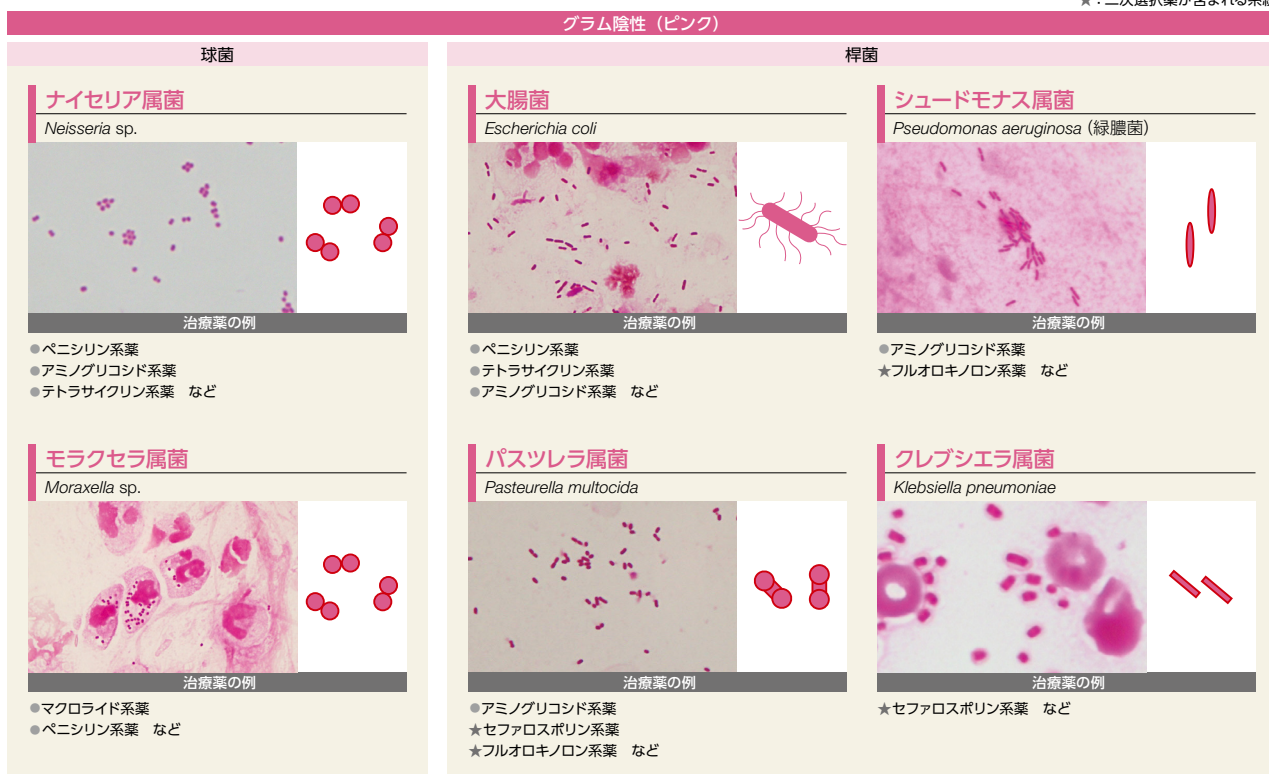 ★：二次選択薬が含まれる系統
グラム陰性（ピンク）
球菌
桿菌
ナイセリア属菌
Neisseria sp.
治療薬の例
●ペニシリン系薬
●アミノグリコシド系薬
●テトラサイクリン系薬　など
モラクセラ属菌
Moraxella sp.
治療薬の例
●マクロライド系薬
●ペニシリン系薬　など
大腸菌
Escherichia coli
治療薬の例
●ペニシリン系薬
●テトラサイクリン系薬
●アミノグリコシド系薬　など
シュードモナス属菌
Pseudomonas aeruginosa（緑膿菌）
治療薬の例
●アミノグリコシド系薬
★フルオロキノロン系薬　など
パスツレラ属菌
Pasteurella multocida
治療薬の例
●アミノグリコシド系薬
★セファロスポリン系薬
★フルオロキノロン系薬　など
クレブシエラ属菌
Klebsiella pneumoniae
治療薬の例
★セファロスポリン系薬　など